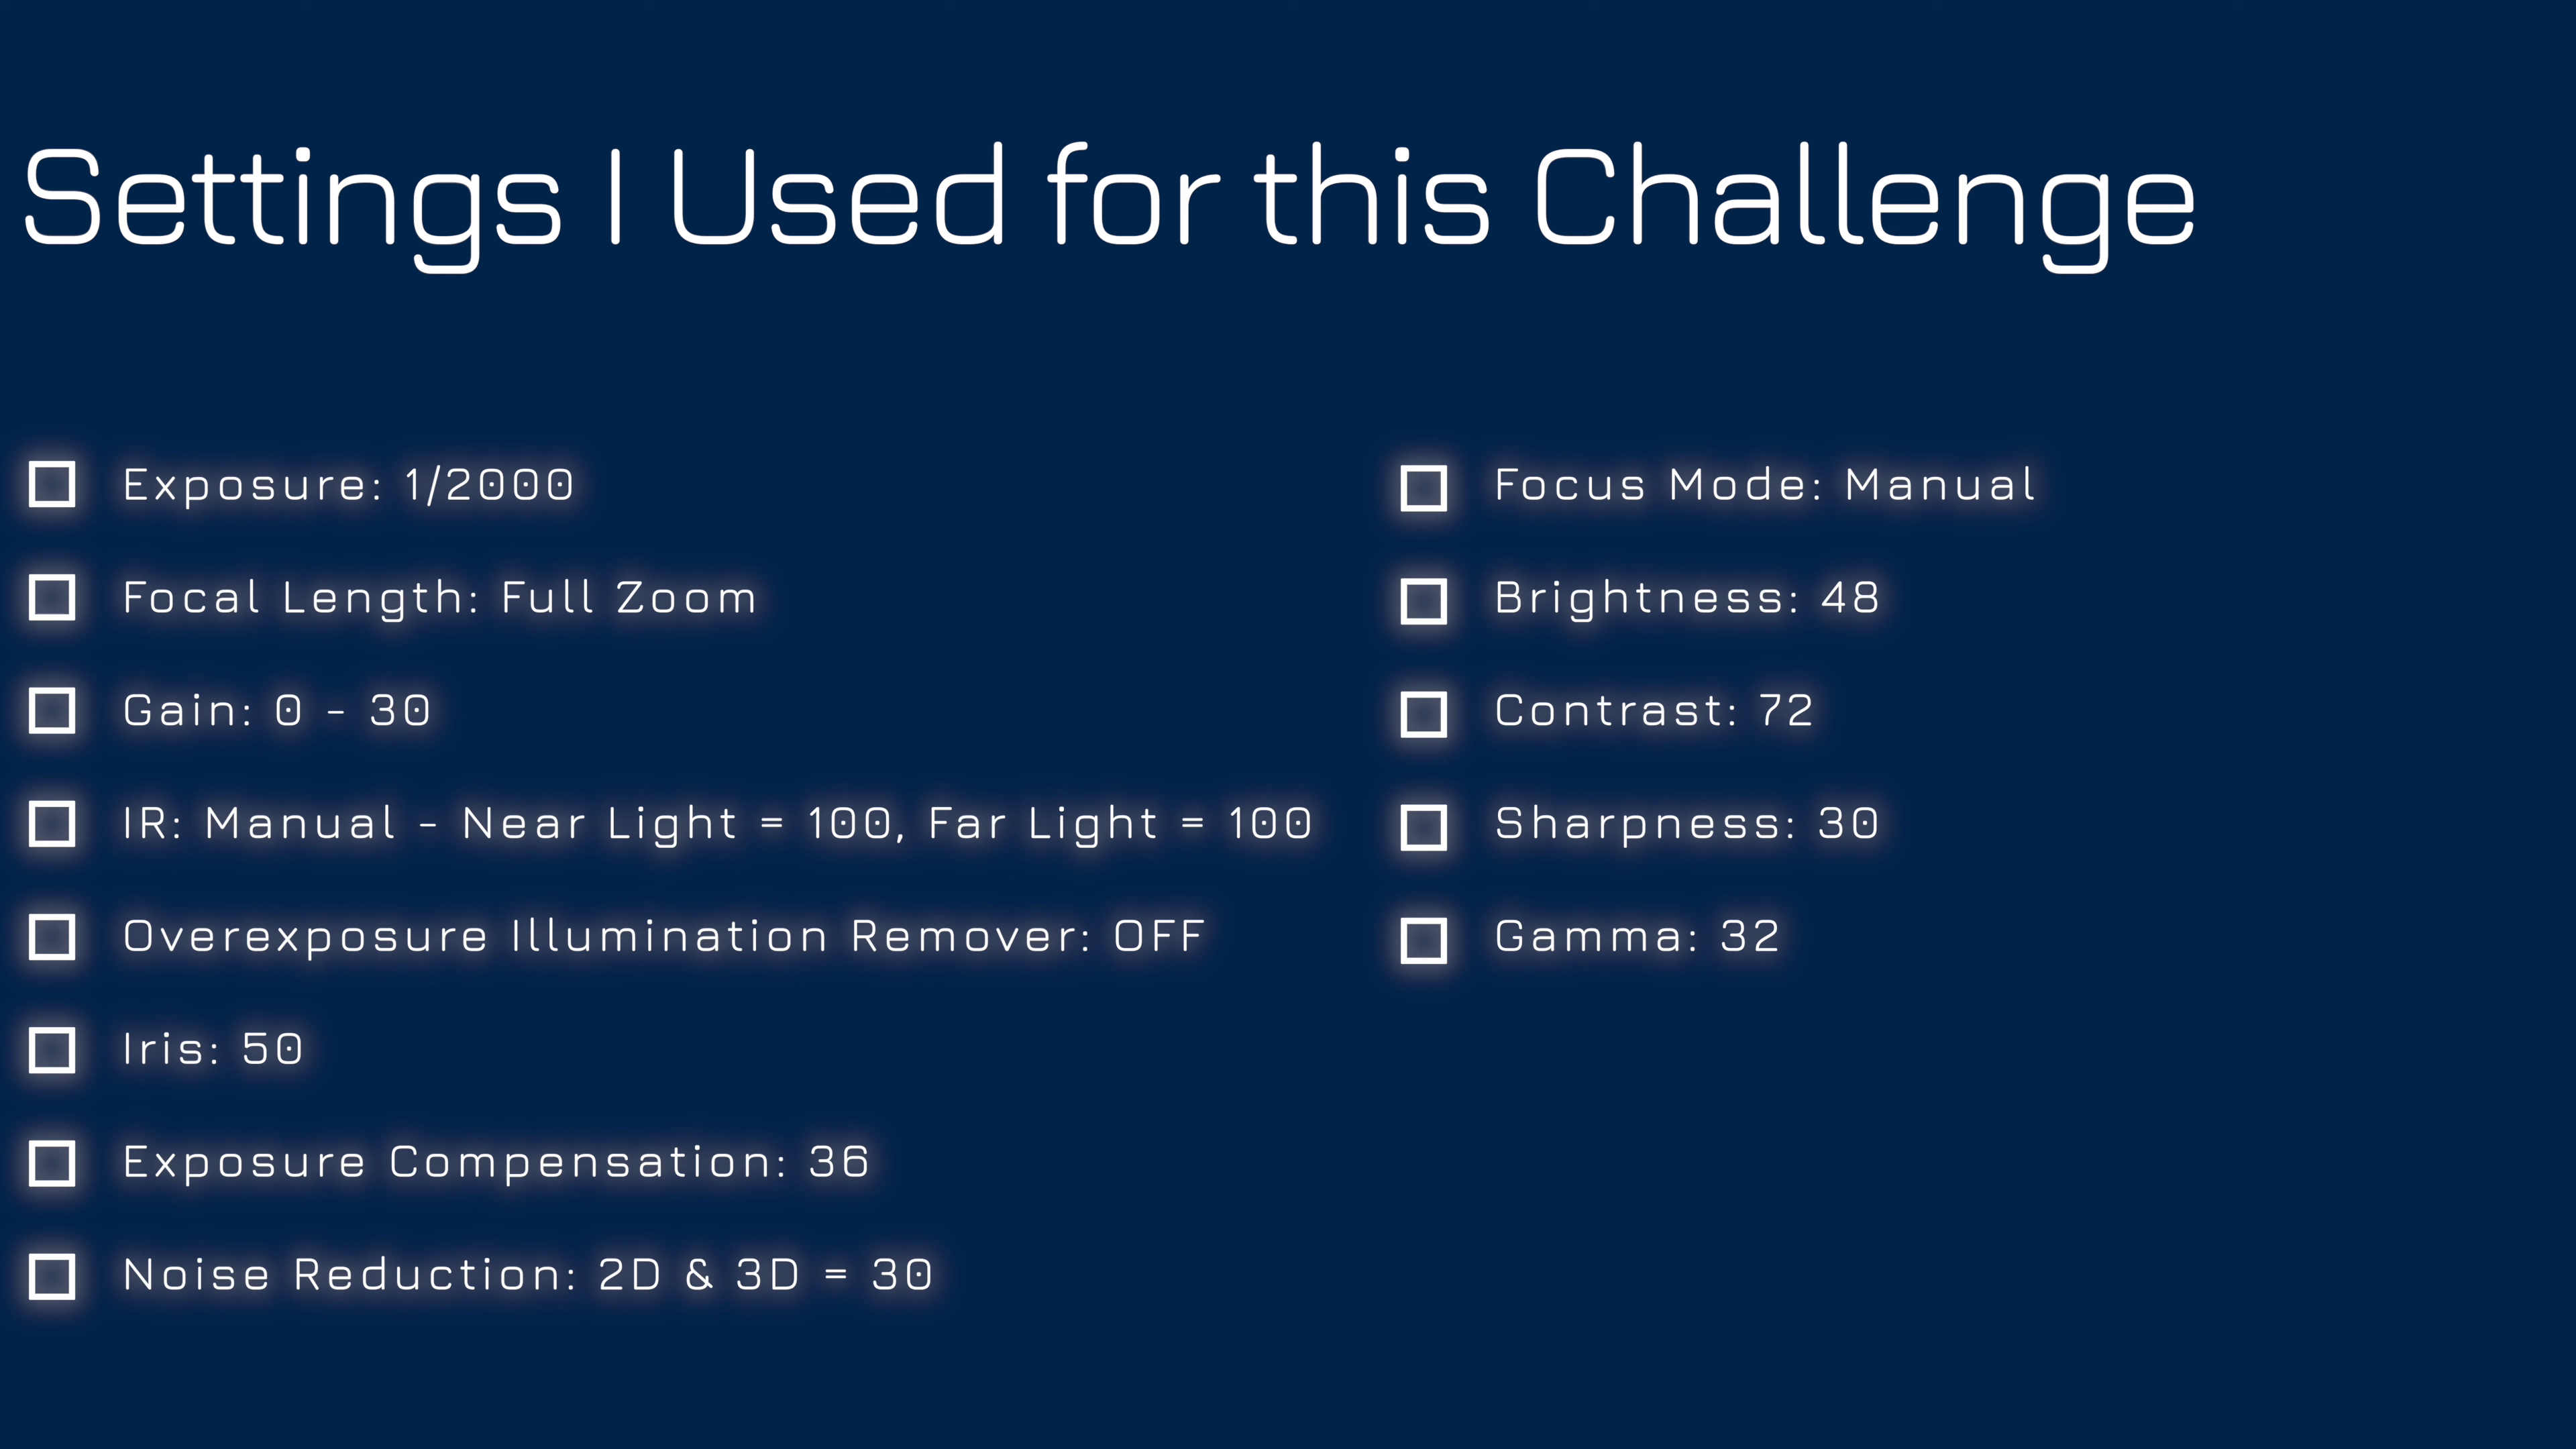 Settings I Used for this Challenge
Exposure: 1/2000
Focal Length: Full Zoom
Gain: 0 - 30
IR: Manual - Near Light = 100, Far Light = 100
Overexposure Illumination Remover: OFF
Iris: 50
Exposure Compensation: 36
Noise Reduction: 2D & 3D = 30
Focus Mode: Manual
Brightness: 48
Contrast: 72
Sharpness: 30
Gamma: 32